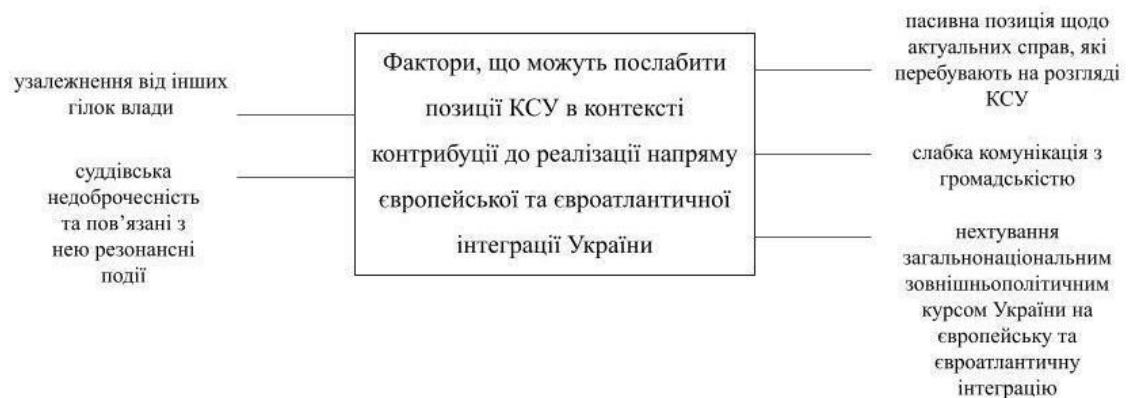 узалежнення від інших
гілок влади
суддівська
недоброчесність
та пов’язані з
нею резонансні
події
Фактори, що можуть послабити
позиції КСУ в контексті
контрибуції до реалізації напряму
європейської та євроатлантичної
інтеграції України
пасивна позиція щодо
актуальних справ, які
перебувають на розгляді
КСУ
слабка комунікація з
громадськістю
нехтування
загальнонаціональним
зовнішньополітичним
курсом України на
європейську та
євроатлантичну
інтеграцію